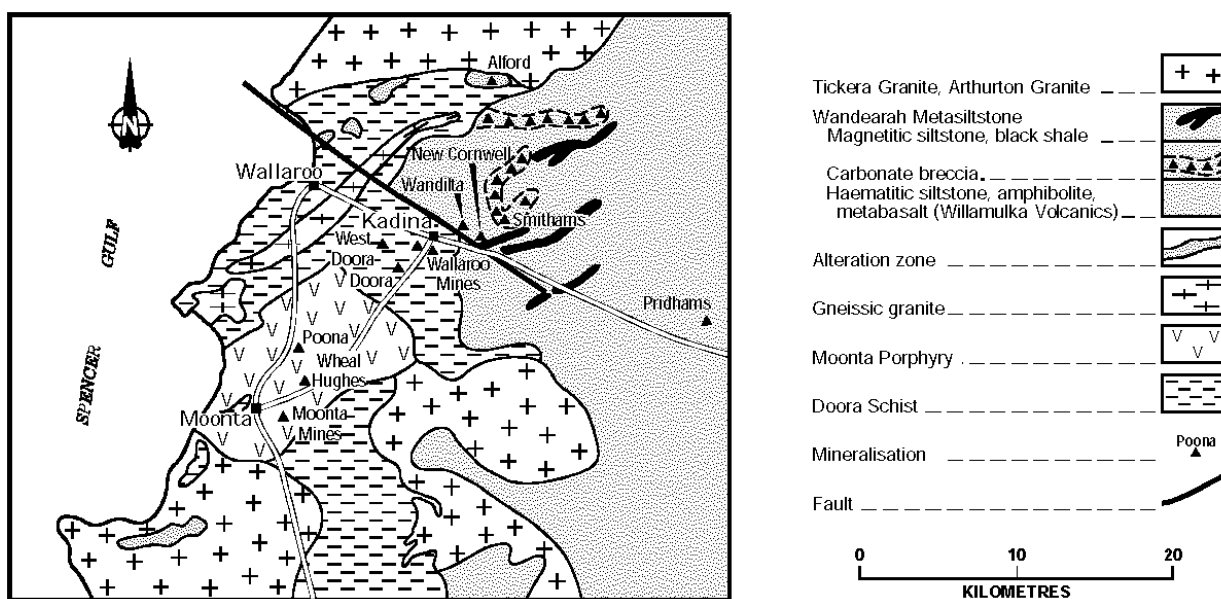 Alford
New Cornwell
Wallaroo
Wandilta
Kadina
Smithams
West
Doora
Doora
Wallaroo
Mines
Pridhams
Poona
Wheal
Hughes
Moonta
Moonta
Mines
N
SPENCER GULF
Tickera Granite, Arthurton Granite
Wandearah Metasiltstone
Magnetitic siltstone, black shale
Carbonate breccia.
Haematitic siltstone, amphibolite,
metabasalt (Willamulka Volcanics)
Alteration zone
Gneissic granite
Moonta Porphyry
Doora Schist
Mineralisation
Poona
Fault
0 10 20
KILOMETRES